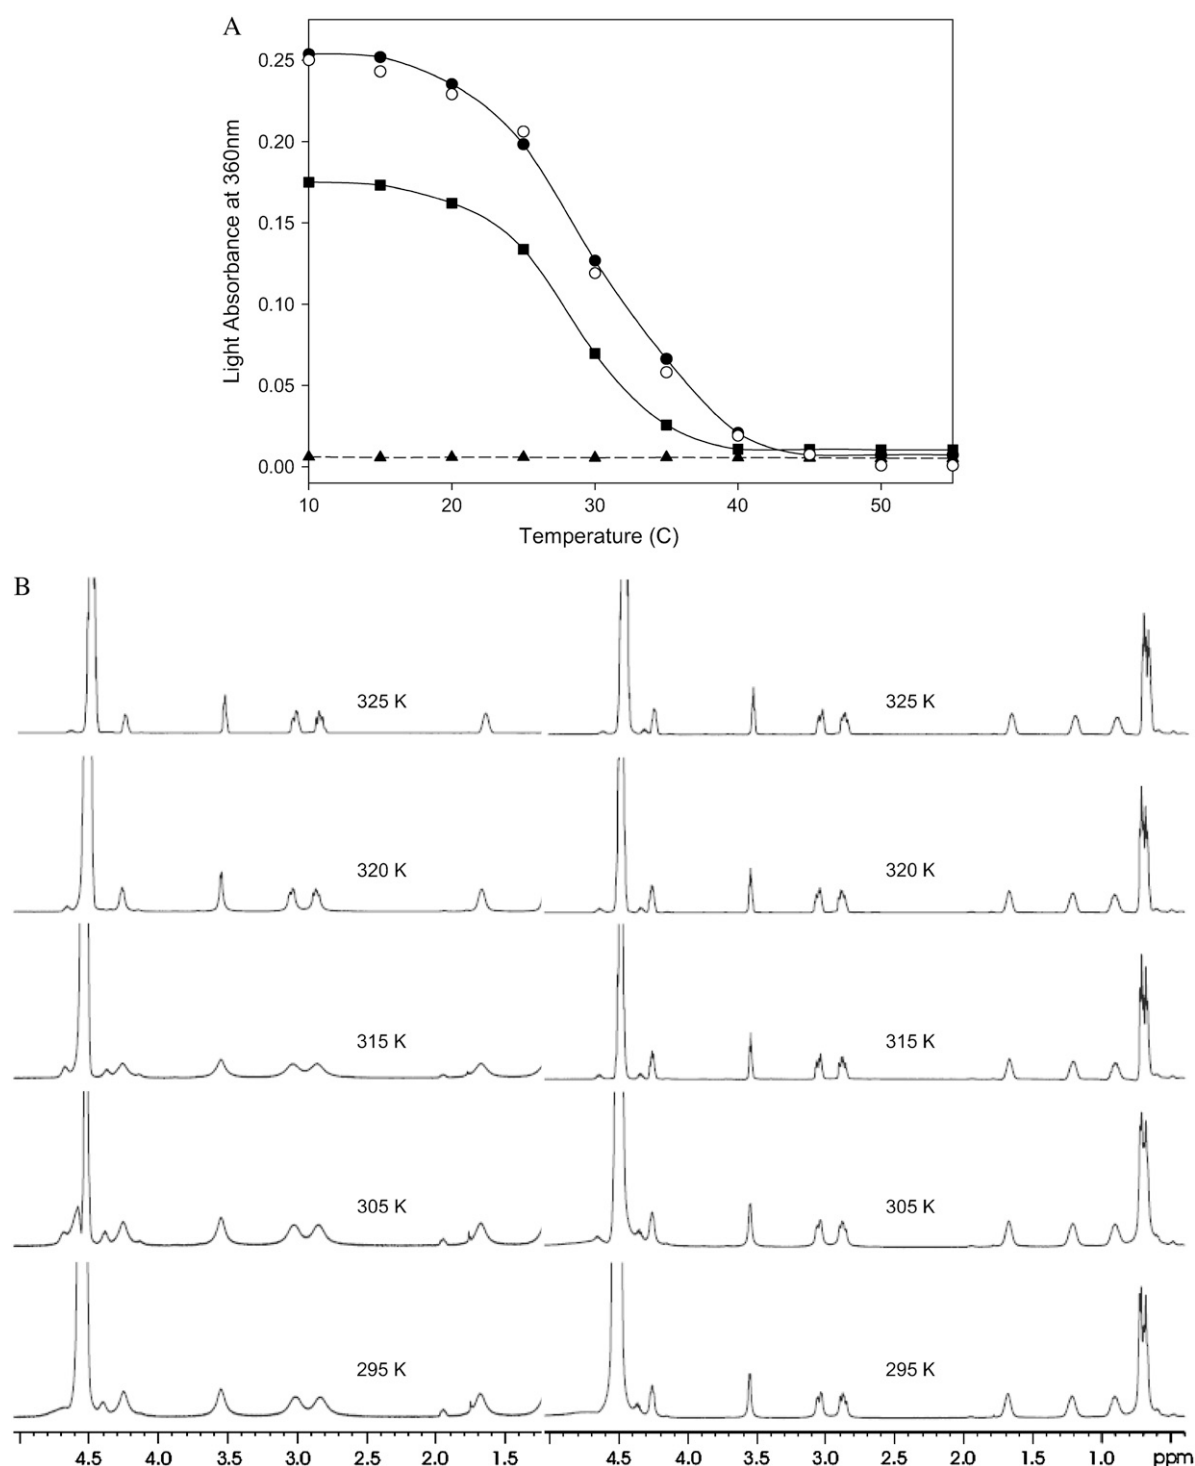 A
Light Absorbance at 360nm
0.25
0.20
0.15
0.10
0.05
0.00
10 20 30 40 50
Temperature (C)
B
325 K 325 K
320 K 320 K
315 K 315 K
305 K 305 K
295 K 295 K
4.5 4.0 3.5 3.0 2.5 2.0 1.5 4.5 4.0 3.5 3.0 2.5 2.0 1.5 1.0 ppm